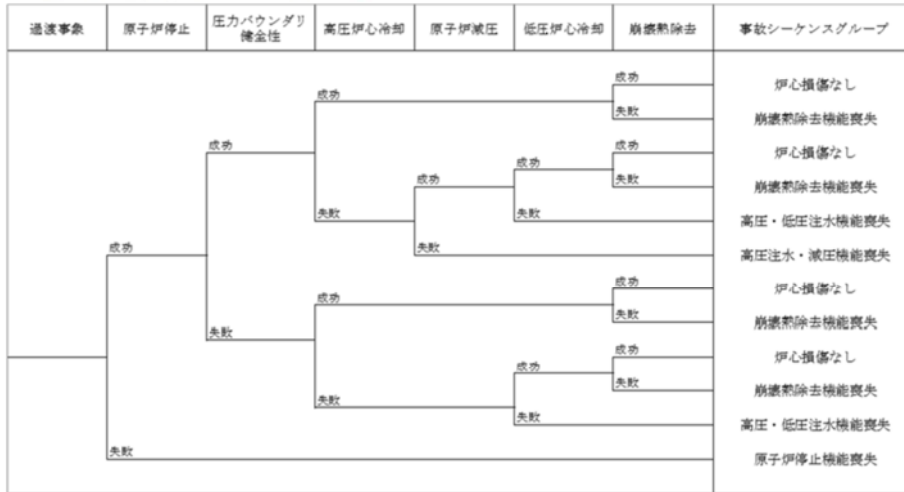 過渡事象
原子炉停止
圧力バウンダリ
健全性
高圧炉心冷却
原子炉減圧
低圧炉心冷却
崩壊熱除去
事故シーケンスグループ
成功
炉心損傷なし
成功
失敗
崩壊熱除去機能喪失
成功
成功
炉心損傷なし
成功
成功
失敗
崩壊熱除去機能喪失
失敗
失敗
高圧・低圧注水機能喪失
成功
失敗
高圧注水・減圧機能喪失
成功
炉心損傷なし
成功
失敗
崩壊熱除去機能喪失
失敗
成功
炉心損傷なし
成功
失敗
崩壊熱除去機能喪失
失敗
失敗
高圧・低圧注水機能喪失
失敗
原子炉停止機能喪失